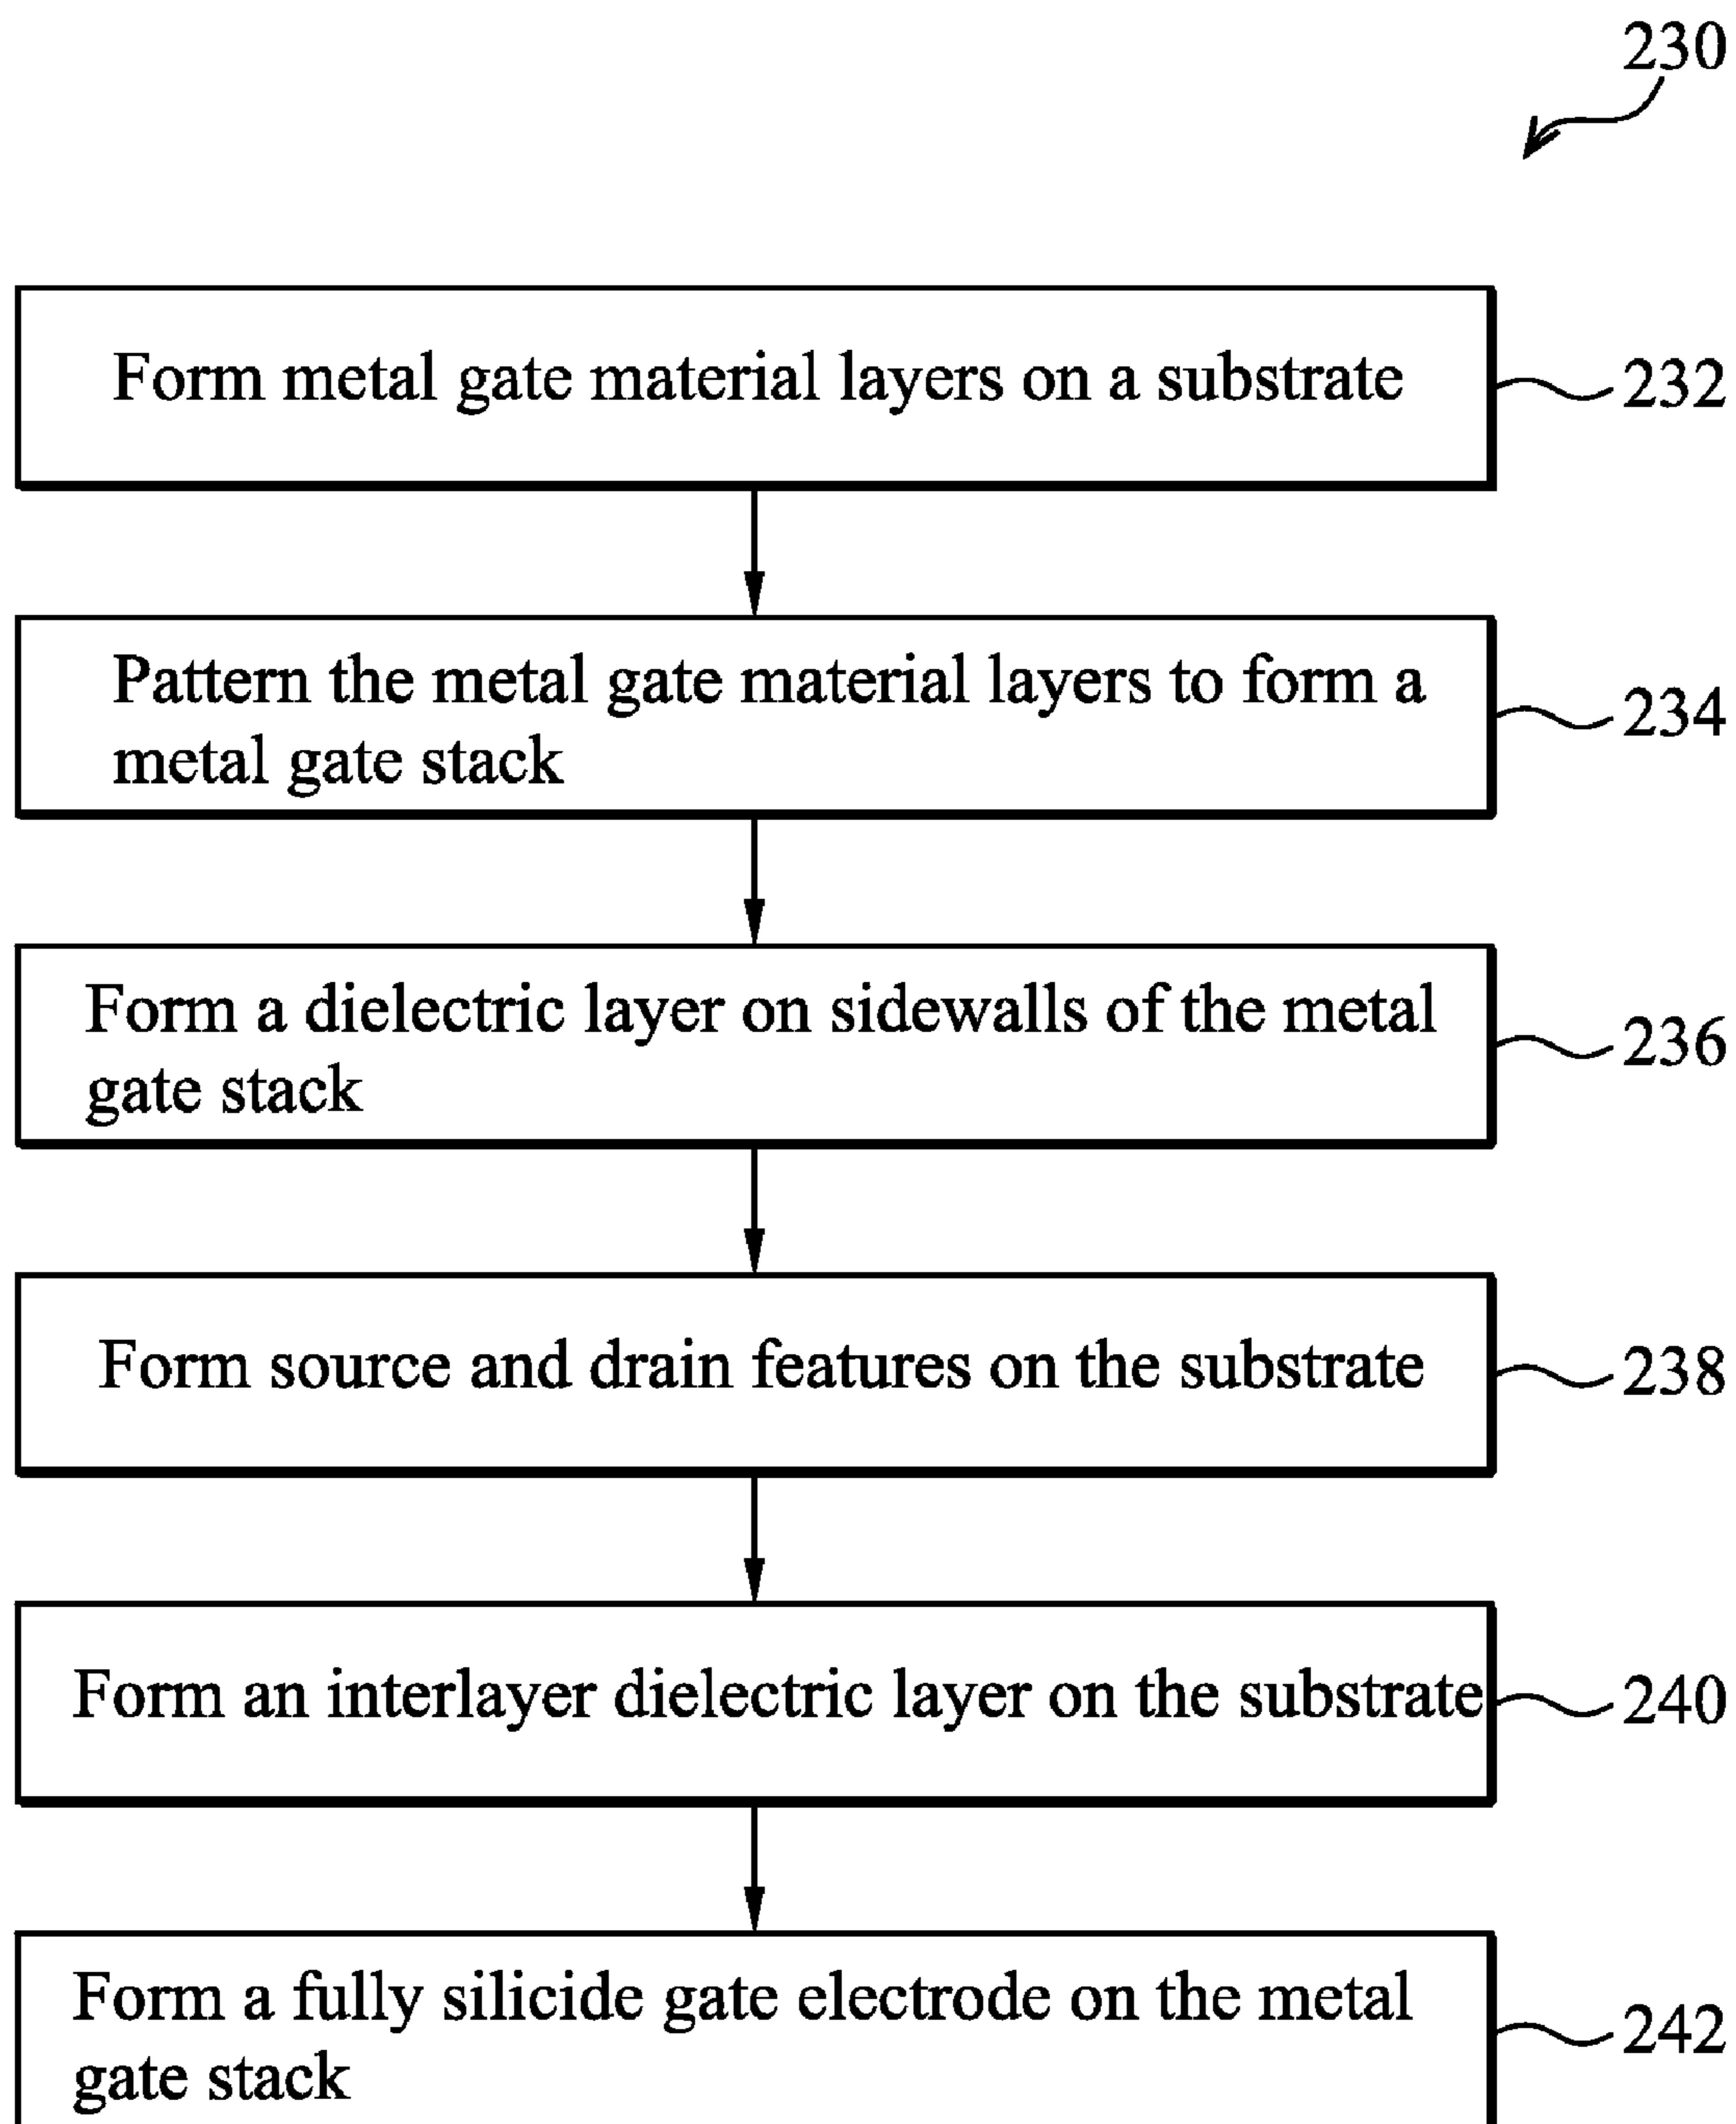 230
Form metal gate material layers on a substrate
232
Pattern the metal gate material layers to form a
metal gate stack
234
Form a dielectric layer on sidewalls of the metal
gate stack
236
Form source and drain features on the substrate
238
Form an interlayer dielectric layer on the substrate
240
Form a fully silicide gate electrode on the metal
gate stack
242